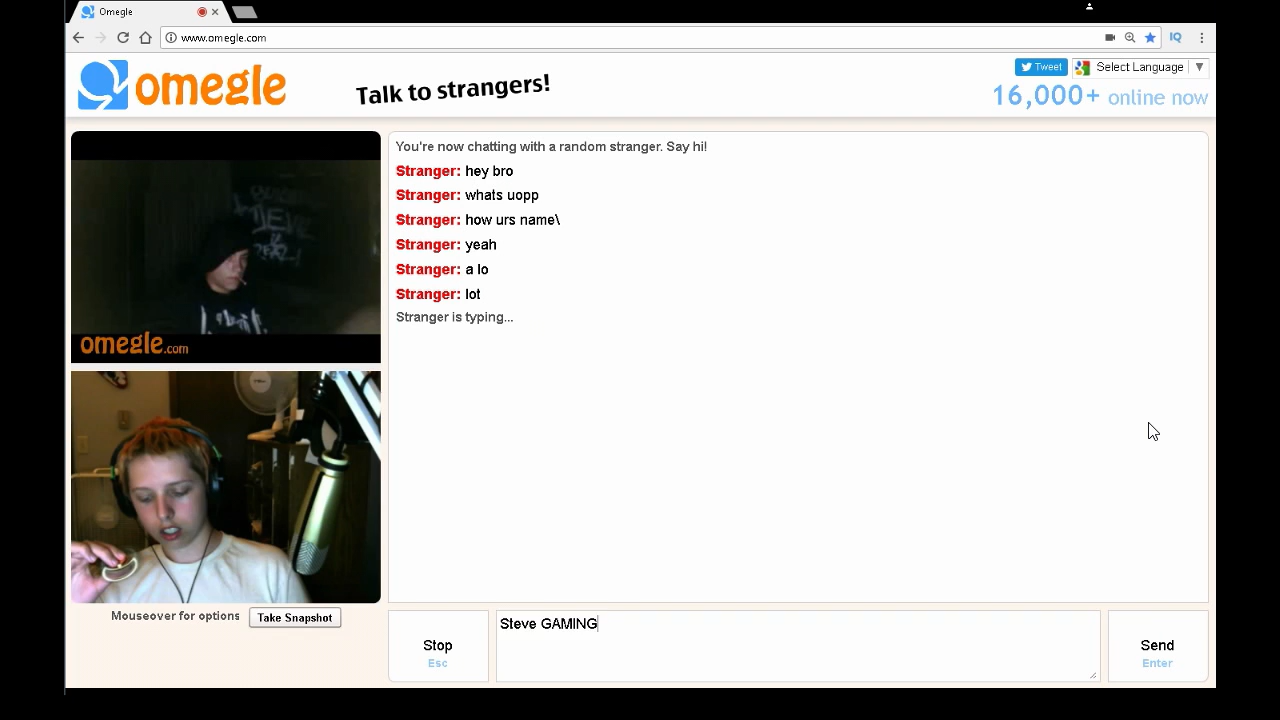 Omegle
www.omegle.com
IQ
omegle
Talk to strangers!
Tweet
Select Language
16,000+ online now
You're now chatting with a random stranger. Say hi!
Stranger: hey bro
Stranger: whats uopp
Stranger: how urs name\
Stranger: yeah
Stranger: a lo
Stranger: lot
Stranger is typing...
omegle.com
Mouseover for options
Take Snapshot
Stop
Esc
Steve GAMING
Send
Enter